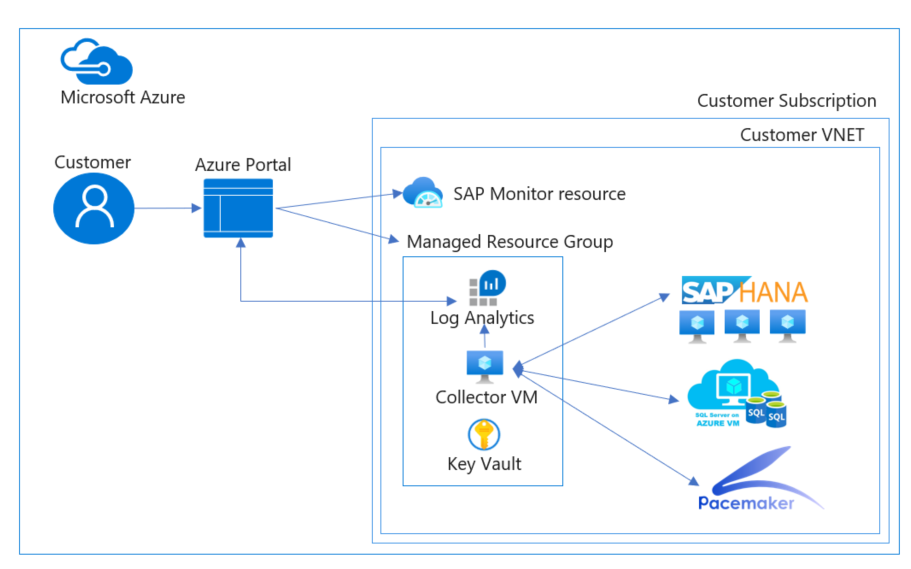 Microsoft Azure
Customer Subscription
Customer VNET
Customer
Azure Portal
SAP Monitor resource
Managed Resource Group
Log Analytics
Collector VM
Key Vault
SAP HANA
SQL Server on
AZURE VM
SQL
SQL
Pacemaker